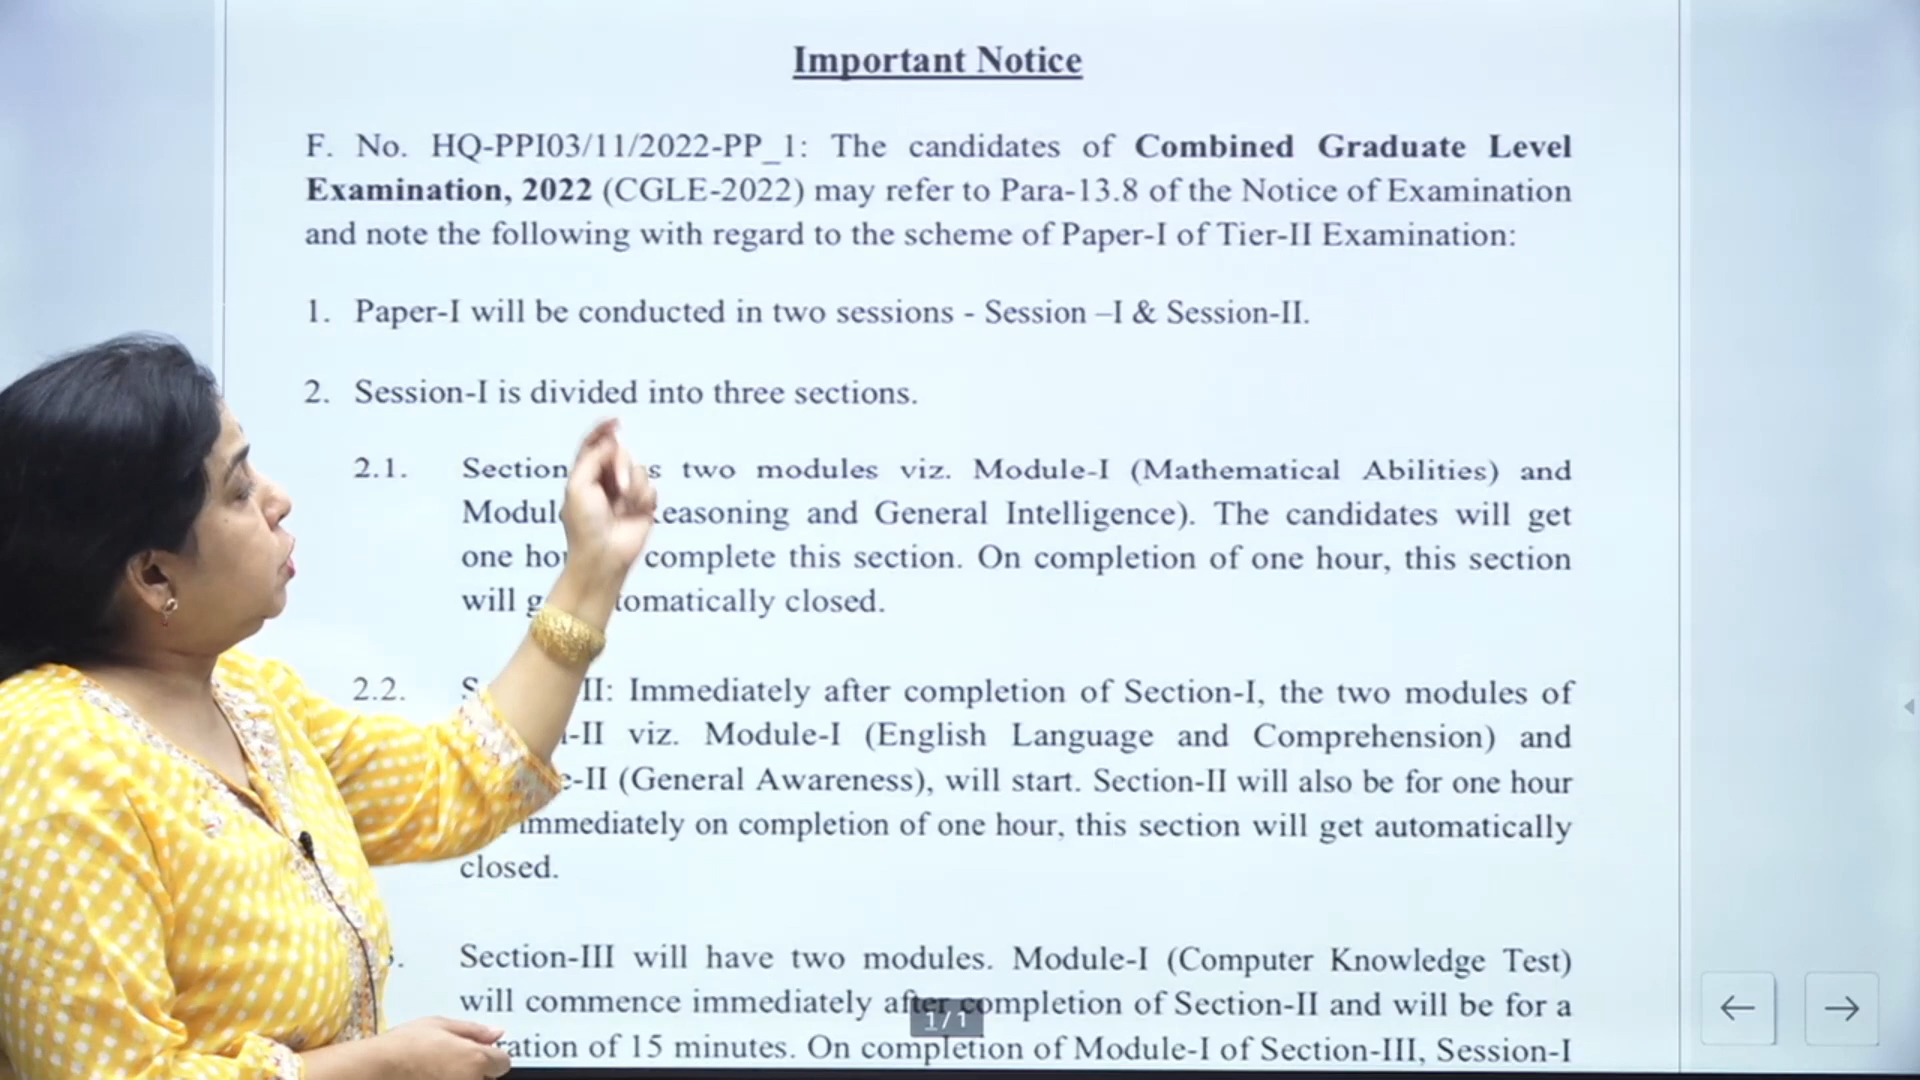 Important Notice
F. No. HQ-PPI03/11/2022-PP_1: The candidates of Combined Graduate Level
Examination, 2022 (CGLE-2022) may refer to Para-13.8 of the Notice of Examination
and note the following with regard to the scheme of Paper-I of Tier-II Examination:
1. Paper-I will be conducted in two sessions - Session –I & Session-II.
2. Session-I is divided into three sections.
2.1. Section two modules viz. Module-I (Mathematical Abilities) and
and General Intelligence). The candidates will get
one complete this section. On completion of one hour, this section
will closed.
2.2. II: Immediately after completion of Section-I, the two modules of
-II viz. Module-I (English Language and Comprehension) and
-II (General Awareness), will start. Section-II will also be for one hour
immediately on completion of one hour, this section will get automatically
closed.
Section-III will have two modules. Module-I (Computer Knowledge Test)
will commence immediately after completion of Section-II and will be for a
of 15 minutes. On completion of Module-I of Section-III, Session-I
1/1